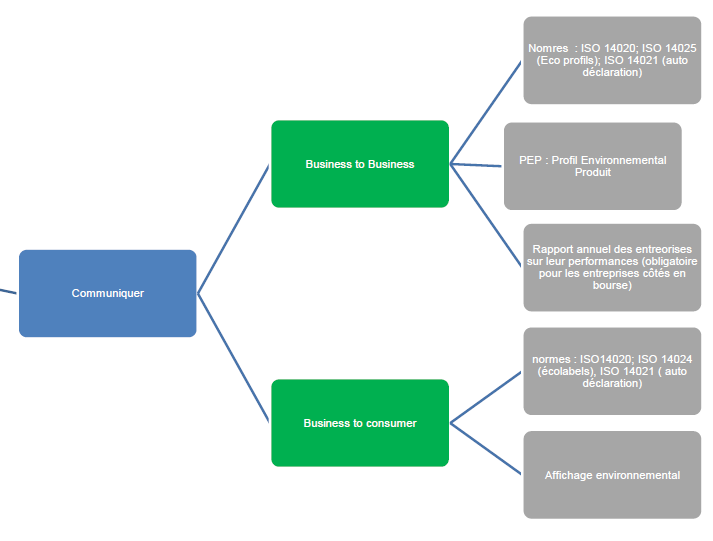 Communiquer
Business to Business
Nomres  : ISO 14020; ISO 14025
(Eco profils); ISO 14021 (auto
déclaration)
PEP : Profil Environnemental
Produit
Rapport annuel des entreorises
sur leur performances (obligatoire
pour les entreprises côtés en
bourse)
Business to consumer
normes : ISO14020; ISO 14024
(écolabels), ISO 14021 ( auto
déclaration)
Affichage environnemental